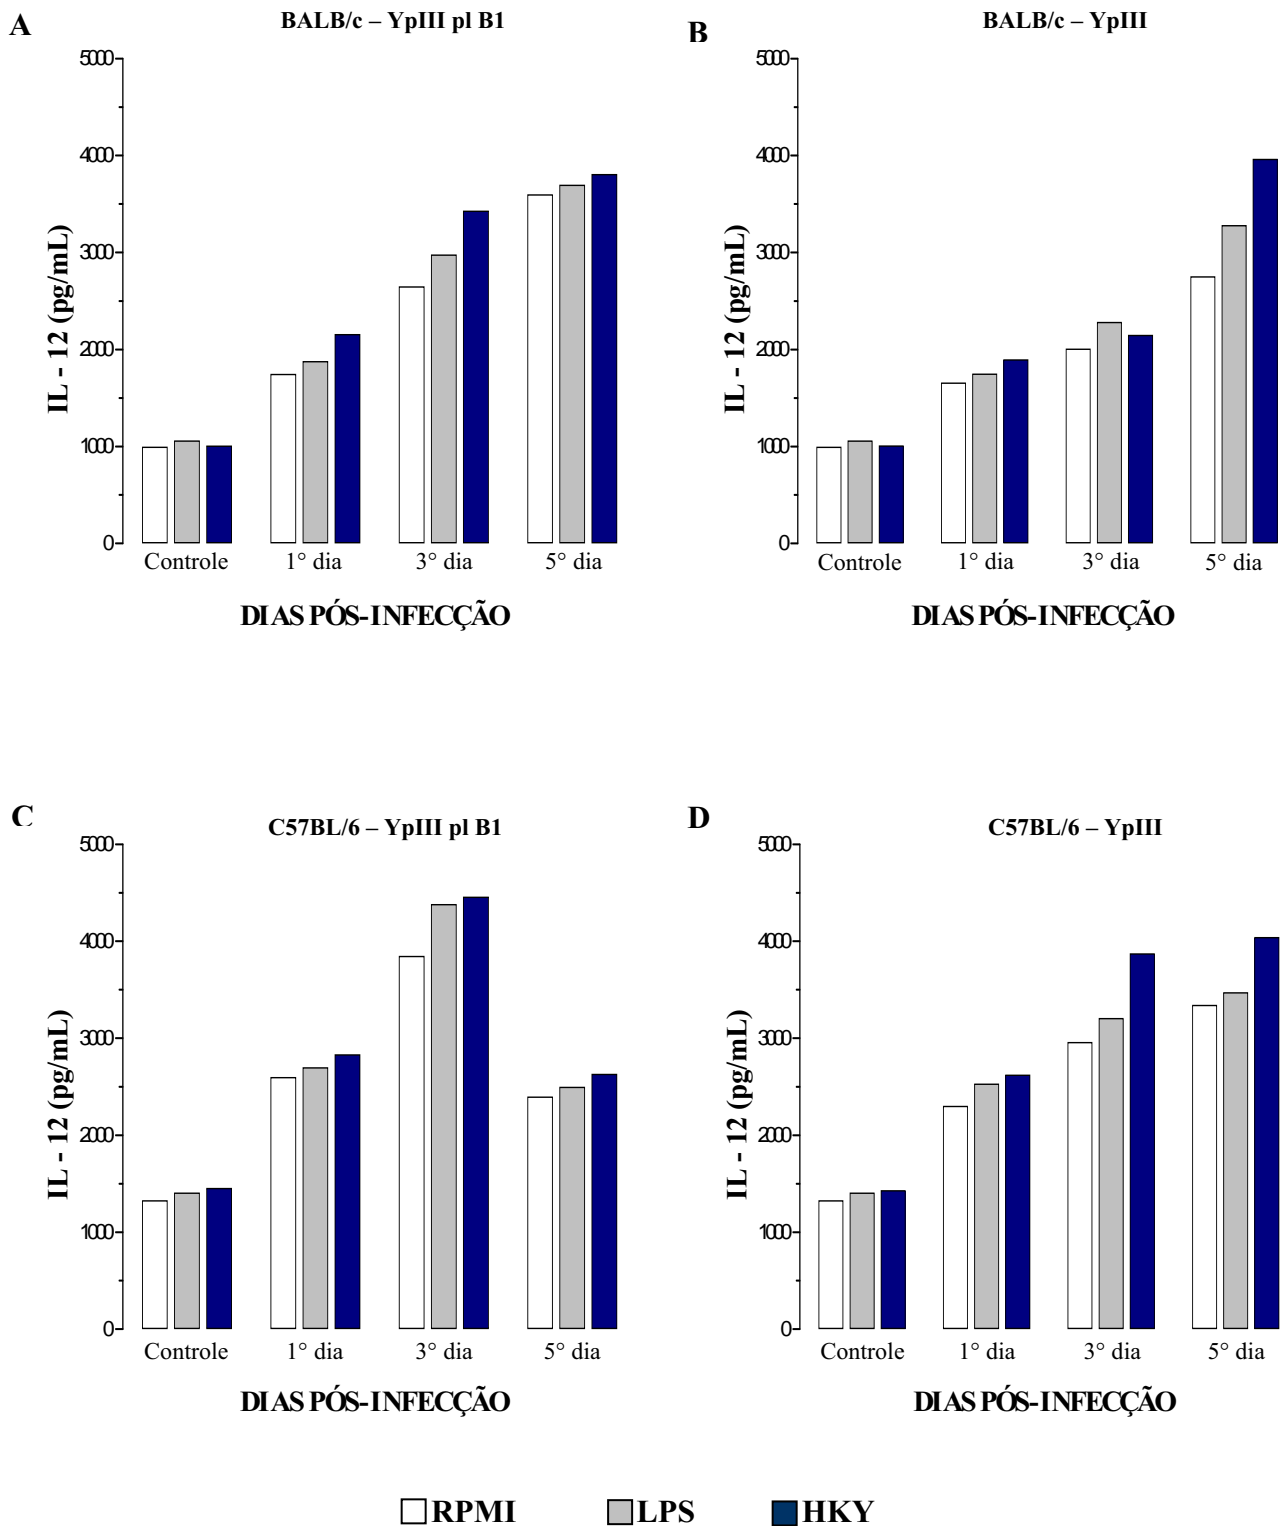 A
BALB/c – YpIII pl B1
5000
4000
3000
2000
1000
0
IL - 12 (pg/mL)
Controle 1° dia 3° dia 5° dia
DIAS PÓS-INFECÇÃO
B
BALB/c – YpIII
5000
4000
3000
2000
1000
0
IL - 12 (pg/mL)
Controle 1° dia 3° dia 5° dia
DIAS PÓS-INFECÇÃO
C
C57BL/6 – YpIII pl B1
5000
4000
3000
2000
1000
0
IL - 12 (pg/mL)
Controle 1° dia 3° dia 5° dia
DIAS PÓS-INFECÇÃO
D
C57BL/6 – YpIII
5000
4000
3000
2000
1000
0
IL - 12 (pg/mL)
Controle 1° dia 3° dia 5° dia
DIAS PÓS-INFECÇÃO
RPMI LPS HKY